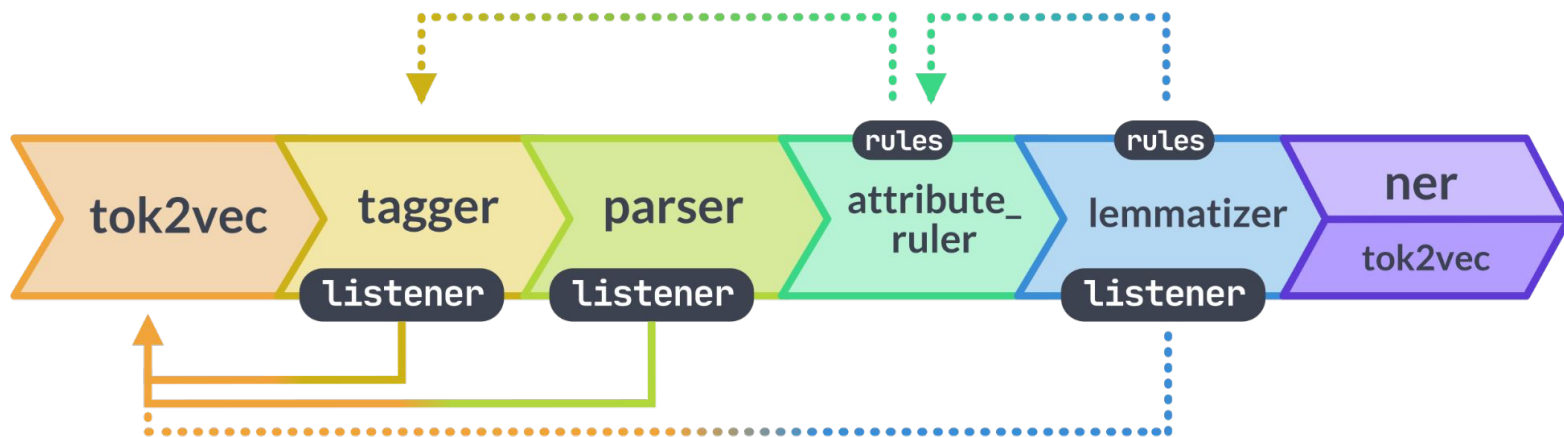 rules
rules
tok2vec
tagger
parser
attribute_
ruler
lemmatizer
ner
tok2vec
listener
listener
listener